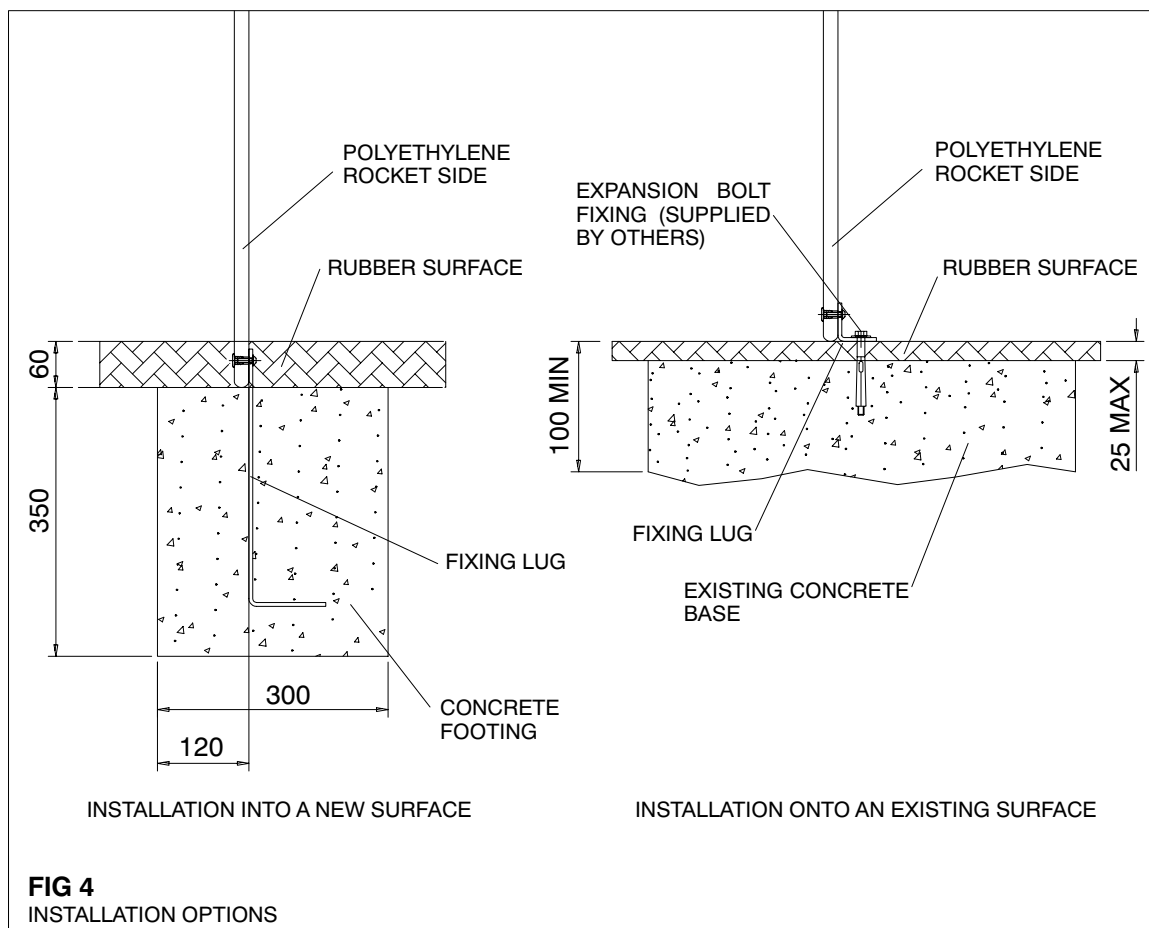 POLYETHYLENE
ROCKET SIDE
RUBBER SURFACE
60
350
FIXING LUG
300
120
CONCRETE
FOOTING
INSTALLATION INTO A NEW SURFACE
EXPANSION BOLT
FIXING (SUPPLIED
BY OTHERS)
POLYETHYLENE
ROCKET SIDE
RUBBER SURFACE
100 MIN
25 MAX
FIXING LUG
EXISTING CONCRETE
BASE
INSTALLATION ONTO AN EXISTING SURFACE
FIG 4
INSTALLATION OPTIONS